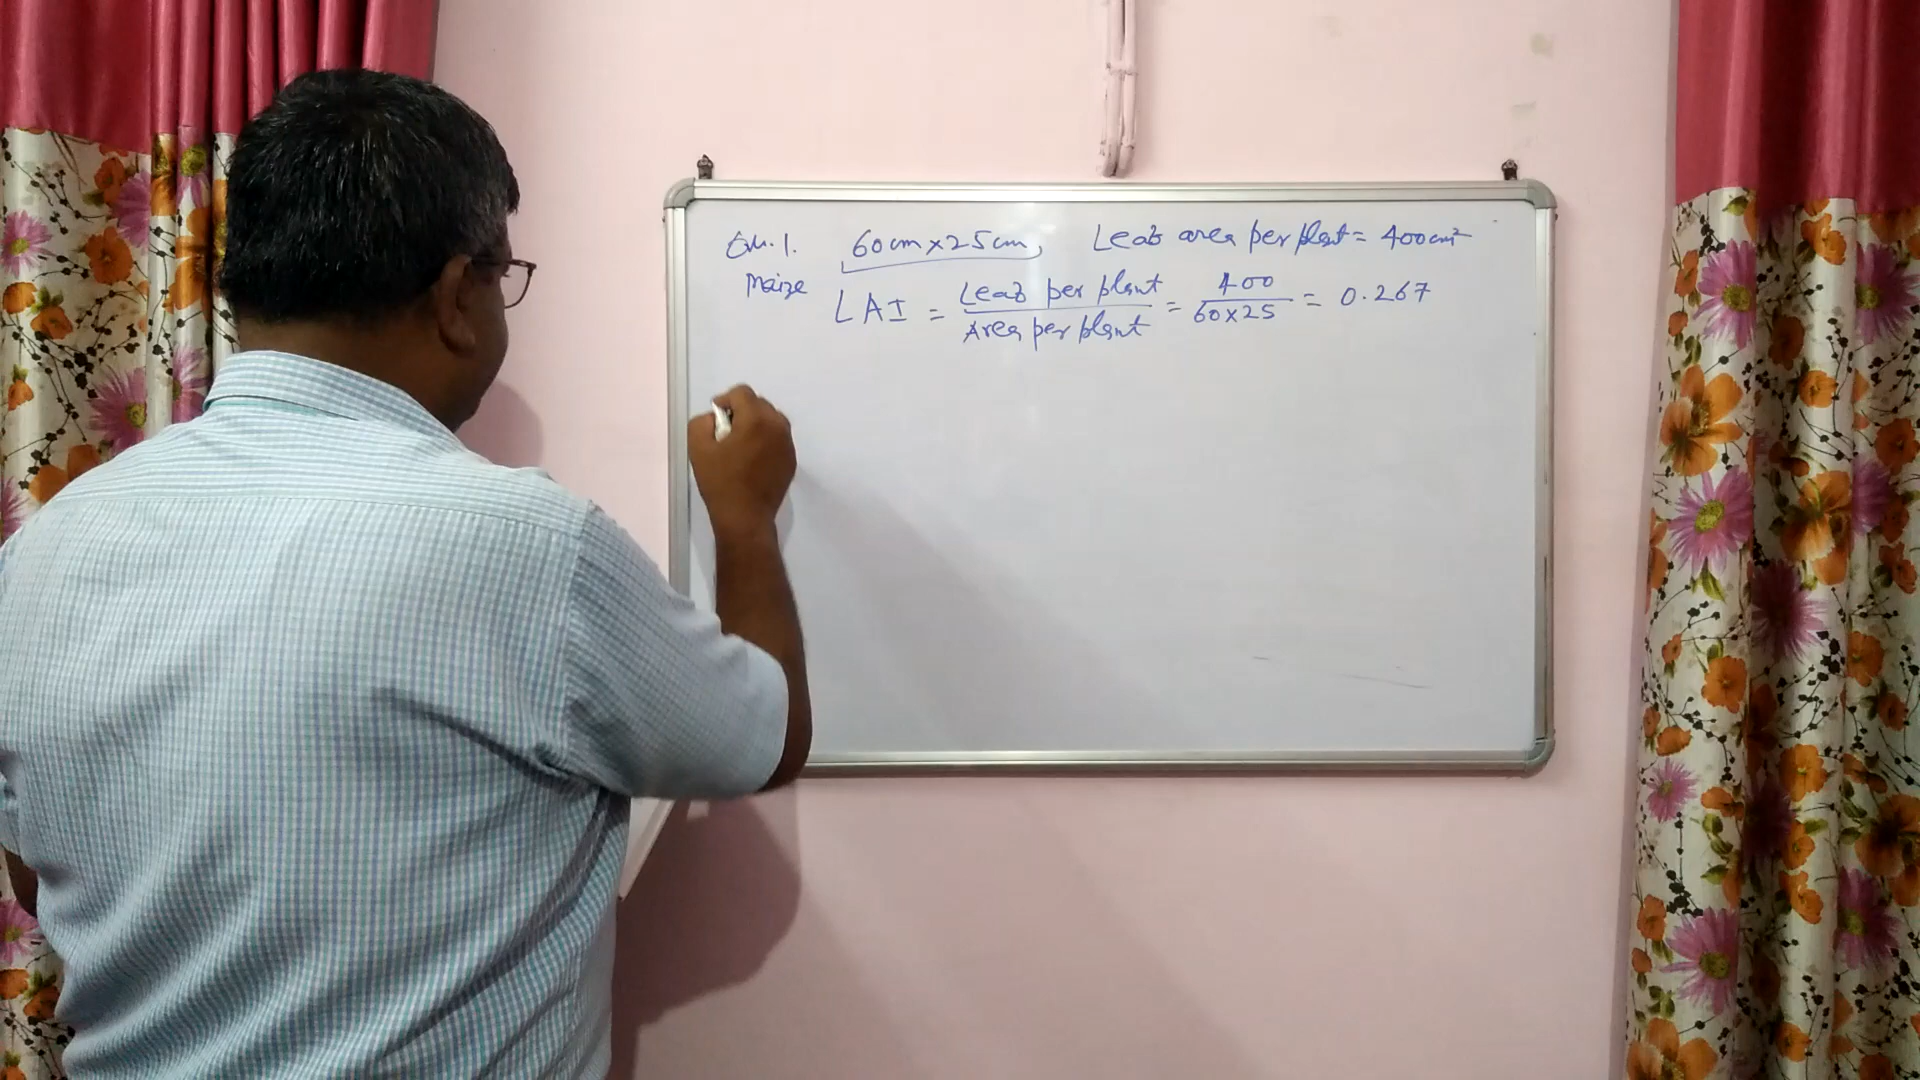 Ex. 1. 60cm x 25cm, Leaf area per plant = 400cm²
Maize
LAI = Leaf per plant / Area per plant = 400 / 60x25 = 0.267